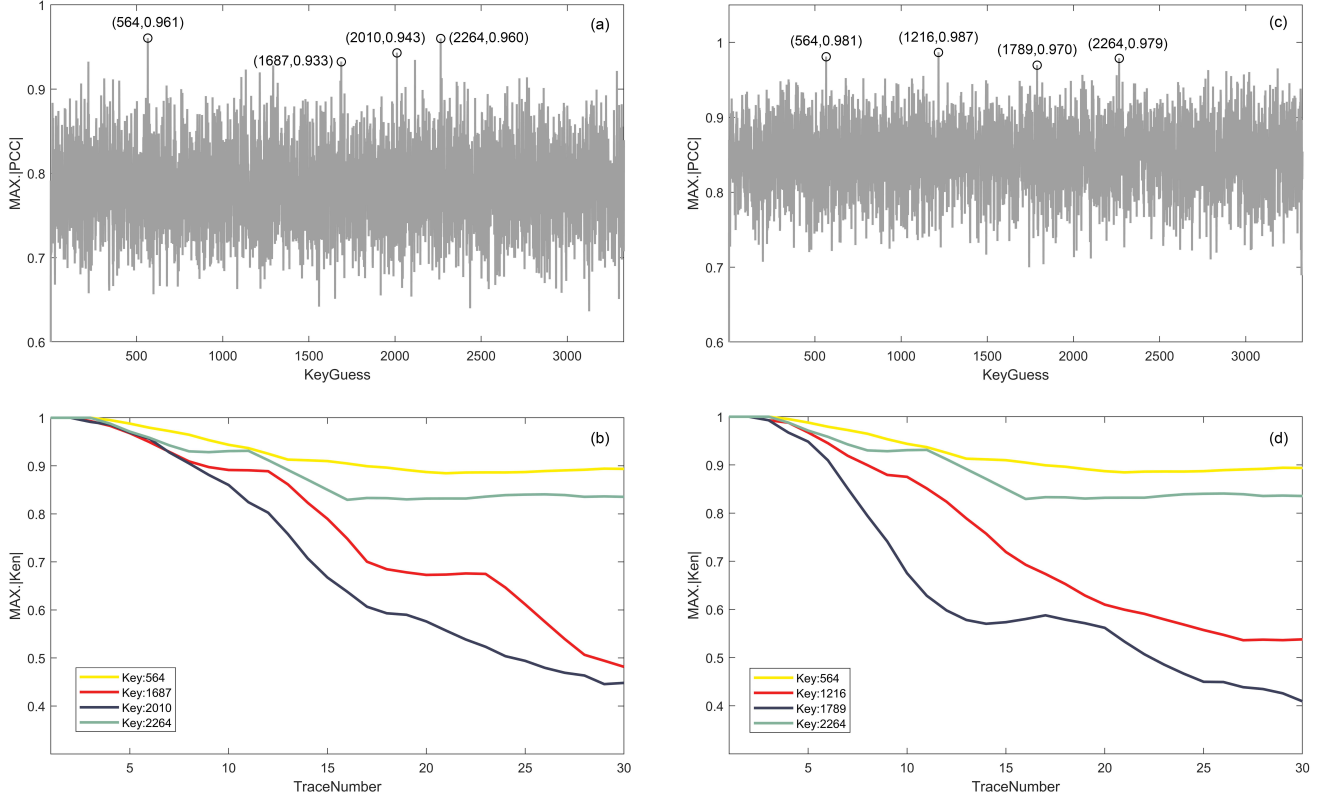 (a)
(564,0.961)
(1687,0.933)
(2010,0.943)
(2264,0.960)
MAX.|PCC|
1
0.9
0.8
0.7
0.6
500
1000
1500
2000
2500
3000
KeyGuess
(c)
(564,0.981)
(1216,0.987)
(1789,0.970)
(2264,0.979)
MAX.|PCC|
1
0.9
0.8
0.7
0.6
500
1000
1500
2000
2500
3000
KeyGuess
(b)
MAX.|Ken|
1
0.9
0.8
0.7
0.6
0.5
0.4
Key:564
Key:1687
Key:2010
Key:2264
5
10
15
20
25
30
TraceNumber
(d)
MAX.|Ken|
1
0.9
0.8
0.7
0.6
0.5
0.4
Key:564
Key:1216
Key:1789
Key:2264
5
10
15
20
25
30
TraceNumber